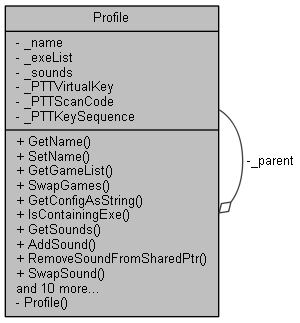 Profile
- _name
- _exeList
- _sounds
- _PTTVirtualKey
- _PTTScanCode
- _PTTKeySequence
+ GetName()
+ SetName()
+ GetGameList()
+ SwapGames()
+ GetConfigAsString()
+ IsContainingExe()
+ GetSounds()
+ AddSound()
+ RemoveSoundFromSharedPtr()
+ SwapSound()
and 10 more...
- Profile()
-_parent